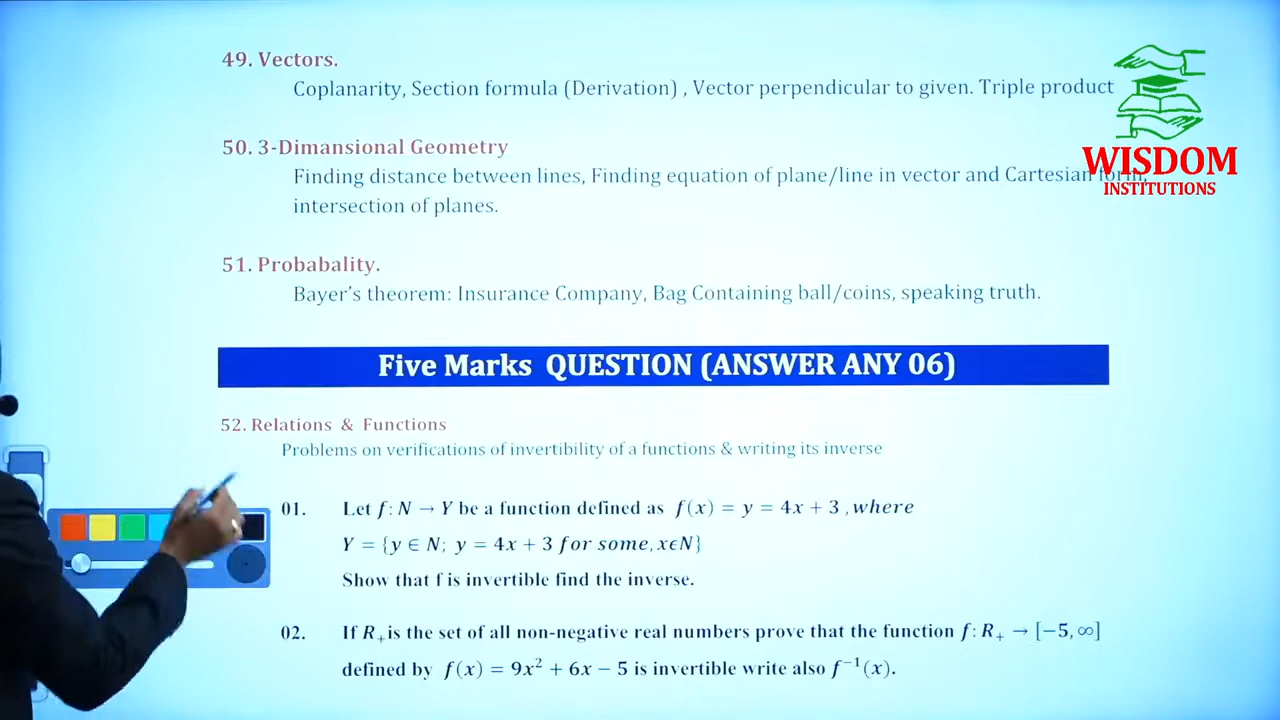 49. Vectors.
Coplanarity, Section formula (Derivation) , Vector perpendicular to given. Triple product
50. 3-Dimansional Geometry
Finding distance between lines, Finding equation of plane/line in vector and Cartesian form,
intersection of planes.
51. Probabality.
Bayer's theorem: Insurance Company, Bag Containing ball/coins, speaking truth.
Five Marks QUESTION (ANSWER ANY 06)
52. Relations & Functions
Problems on verifications of invertibility of a functions & writing its inverse
01. Let f: N → Y be a function defined as f(x) = y = 4x + 3 , where
Y = {y ∈ N; y = 4x + 3 for some, xϵN}
Show that f is invertible find the inverse.
02. If R₊ is the set of all non-negative real numbers prove that the function f: R₊ → [−5, ∞]
defined by f(x) = 9x² + 6x − 5 is invertible write also f⁻¹(x).
WISDOM
INSTITUTIONS